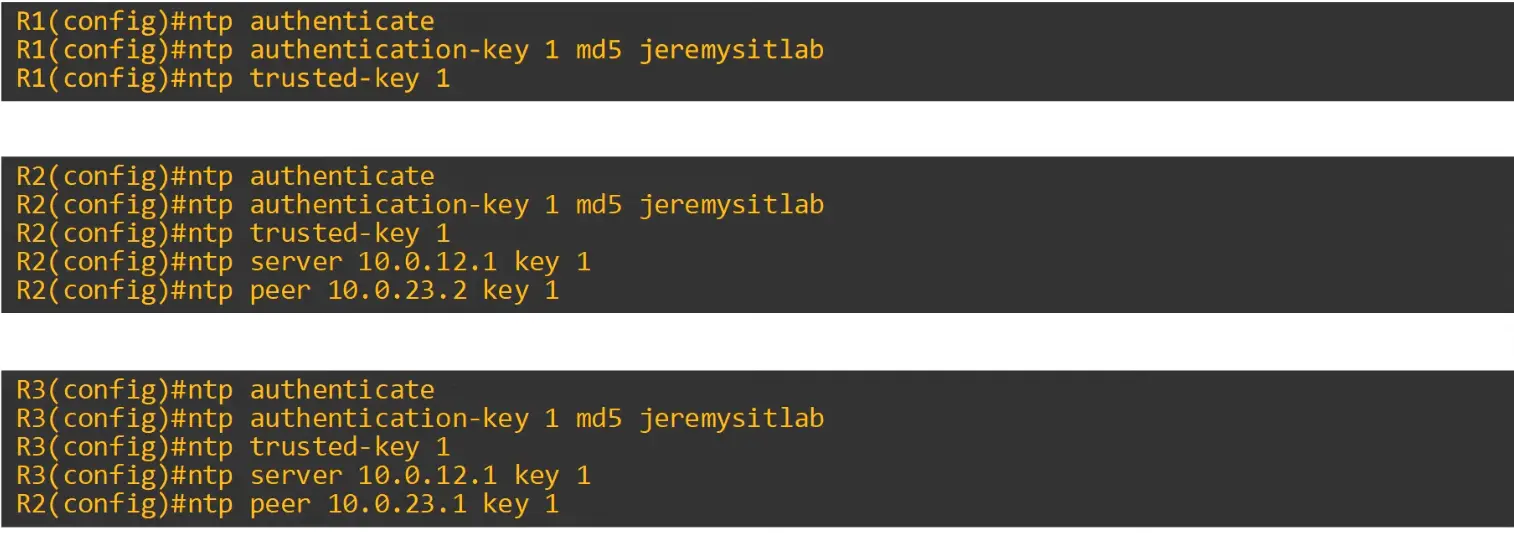 R1(config)#ntp authenticate
R1(config)#ntp authentication-key 1 md5 jeremysitlab
R1(config)#ntp trusted-key 1
R2(config)#ntp authenticate
R2(config)#ntp authentication-key 1 md5 jeremysitlab
R2(config)#ntp trusted-key 1
R2(config)#ntp server 10.0.12.1 key 1
R2(config)#ntp peer 10.0.23.2 key 1
R3(config)#ntp authenticate
R3(config)#ntp authentication-key 1 md5 jeremysitlab
R3(config)#ntp trusted-key 1
R3(config)#ntp server 10.0.12.1 key 1
R2(config)#ntp peer 10.0.23.1 key 1